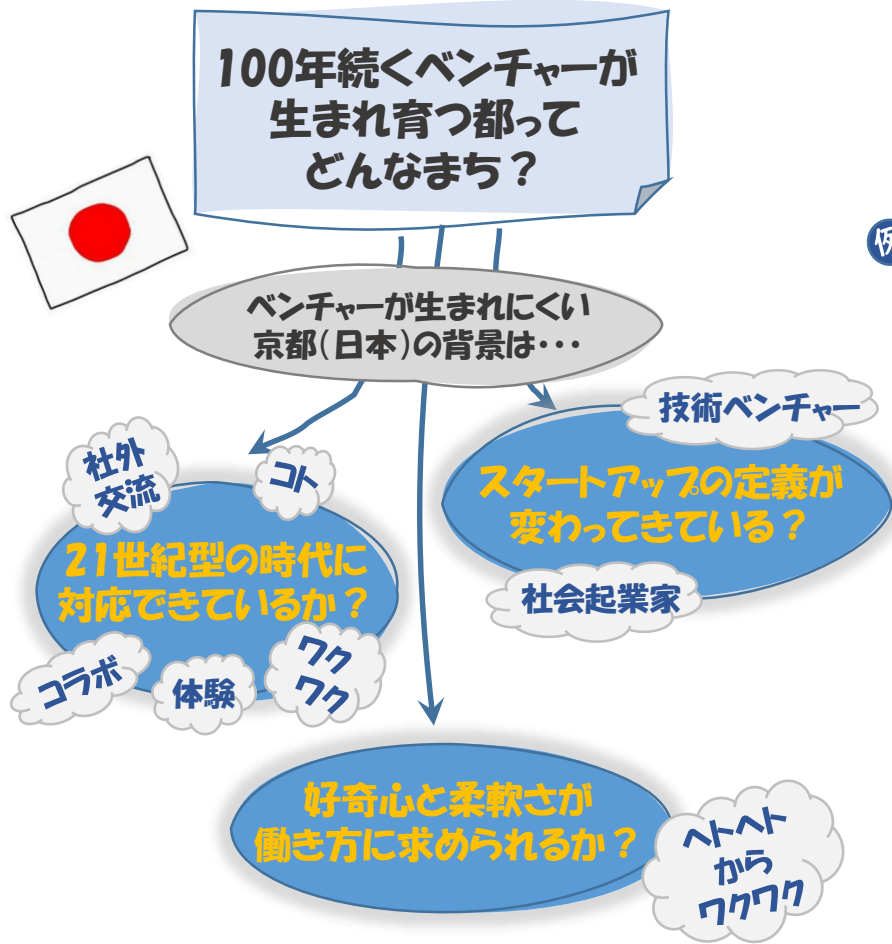 100年続くベンチャーが
生まれ育つ都って
どんなまち？
ベンチャーが生まれにくい
京都(日本)の背景は・・・
技術ベンチャー
スタートアップの定義が
変わってきている？
社会起業家
社外
交流
コト
21世紀型の時代に
対応できているか？
コラボ
体験
ワク
ワク
好奇心と柔軟さが
働き方に求められるか？
ヘトヘト
から
ワクワク